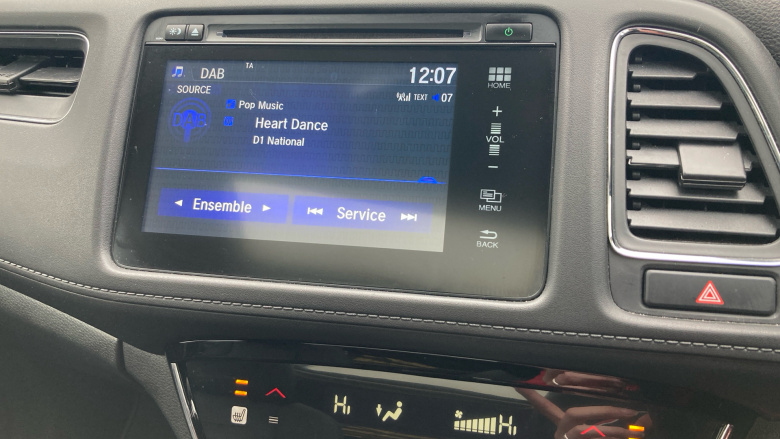 TA
DAB 12:07
HOME
SOURCE
TEXT 07
Pop Music
DAB
Heart Dance
D1 National
+
VOL
−
Ensemble
Service
MENU
BACK
Hi
Hi